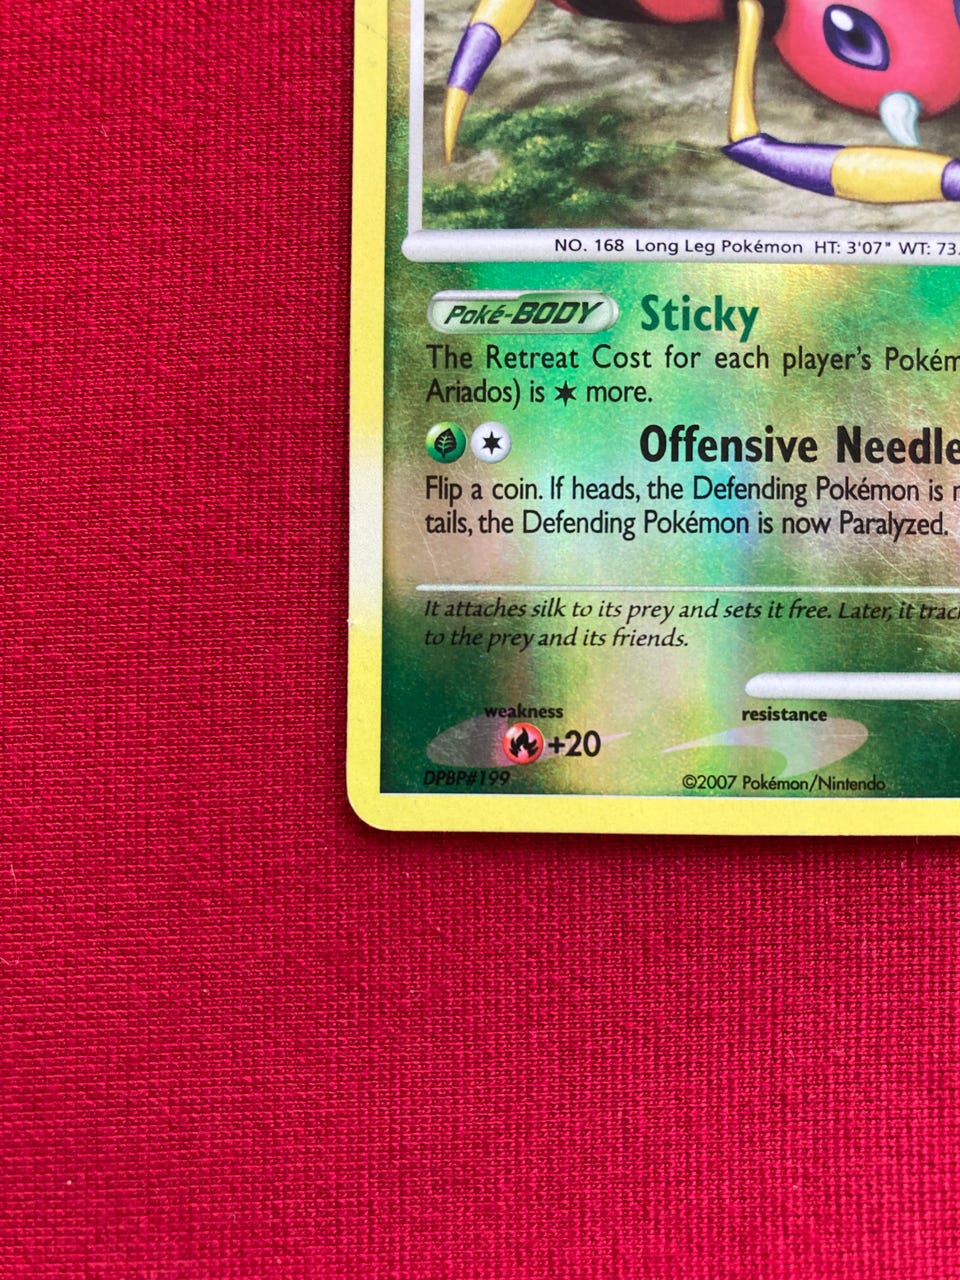 NO. 168 Long Leg Pokémon HT: 3'07" WT: 73.
Poké-BODY Sticky
The Retreat Cost for each player's Pokém
Ariados) is more.
Offensive Needle
Flip a coin. If heads, the Defending Pokémon is
tails, the Defending Pokémon is now Paralyzed.
It attaches silk to its prey and sets it free. Later, it trac
to the prey and its friends.
weakness resistance
+20
DPBP#199 ©2007 Pokémon/Nintendo